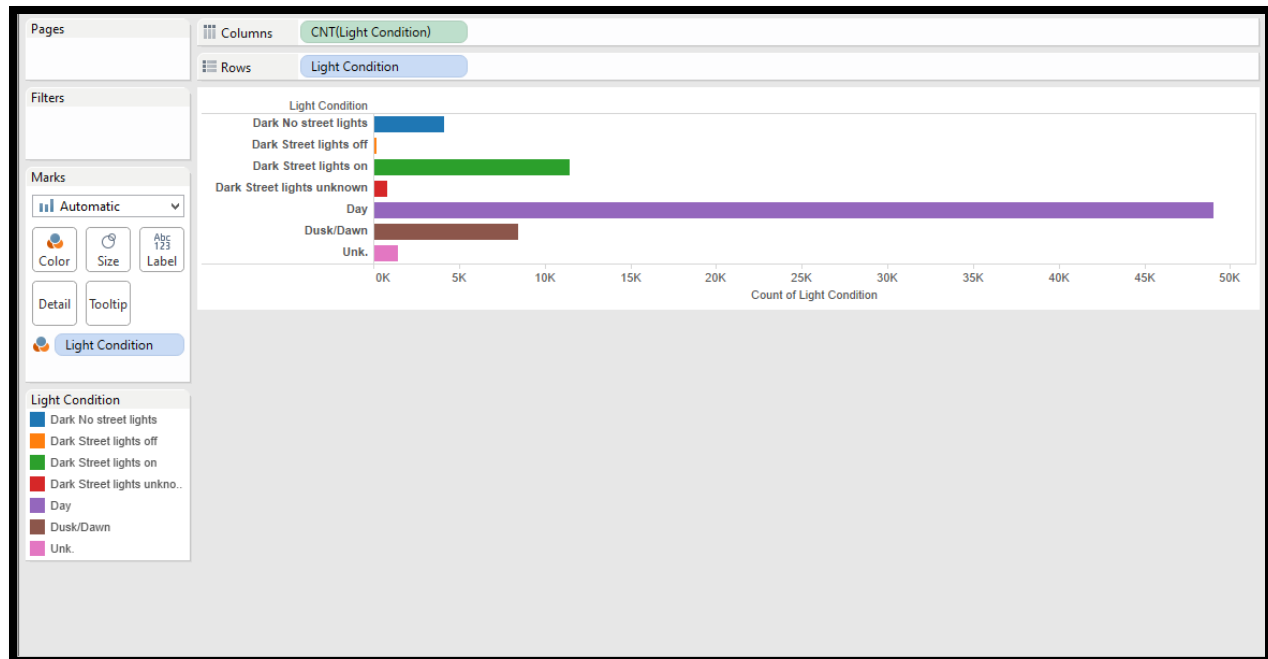 Pages
Columns
CNT(Light Condition)
Rows
Light Condition
Filters
Marks
Automatic
Color
Size
Abc
123
Label
Detail
Tooltip
Light Condition
Light Condition
Dark No street lights
Dark Street lights off
Dark Street lights on
Dark Street lights unkno..
Day
Dusk/Dawn
Unk.
Light Condition
Dark No street lights
Dark Street lights off
Dark Street lights on
Dark Street lights unknown
Day
Dusk/Dawn
Unk.
0K 5K 10K 15K 20K 25K 30K 35K 40K 45K 50K
Count of Light Condition